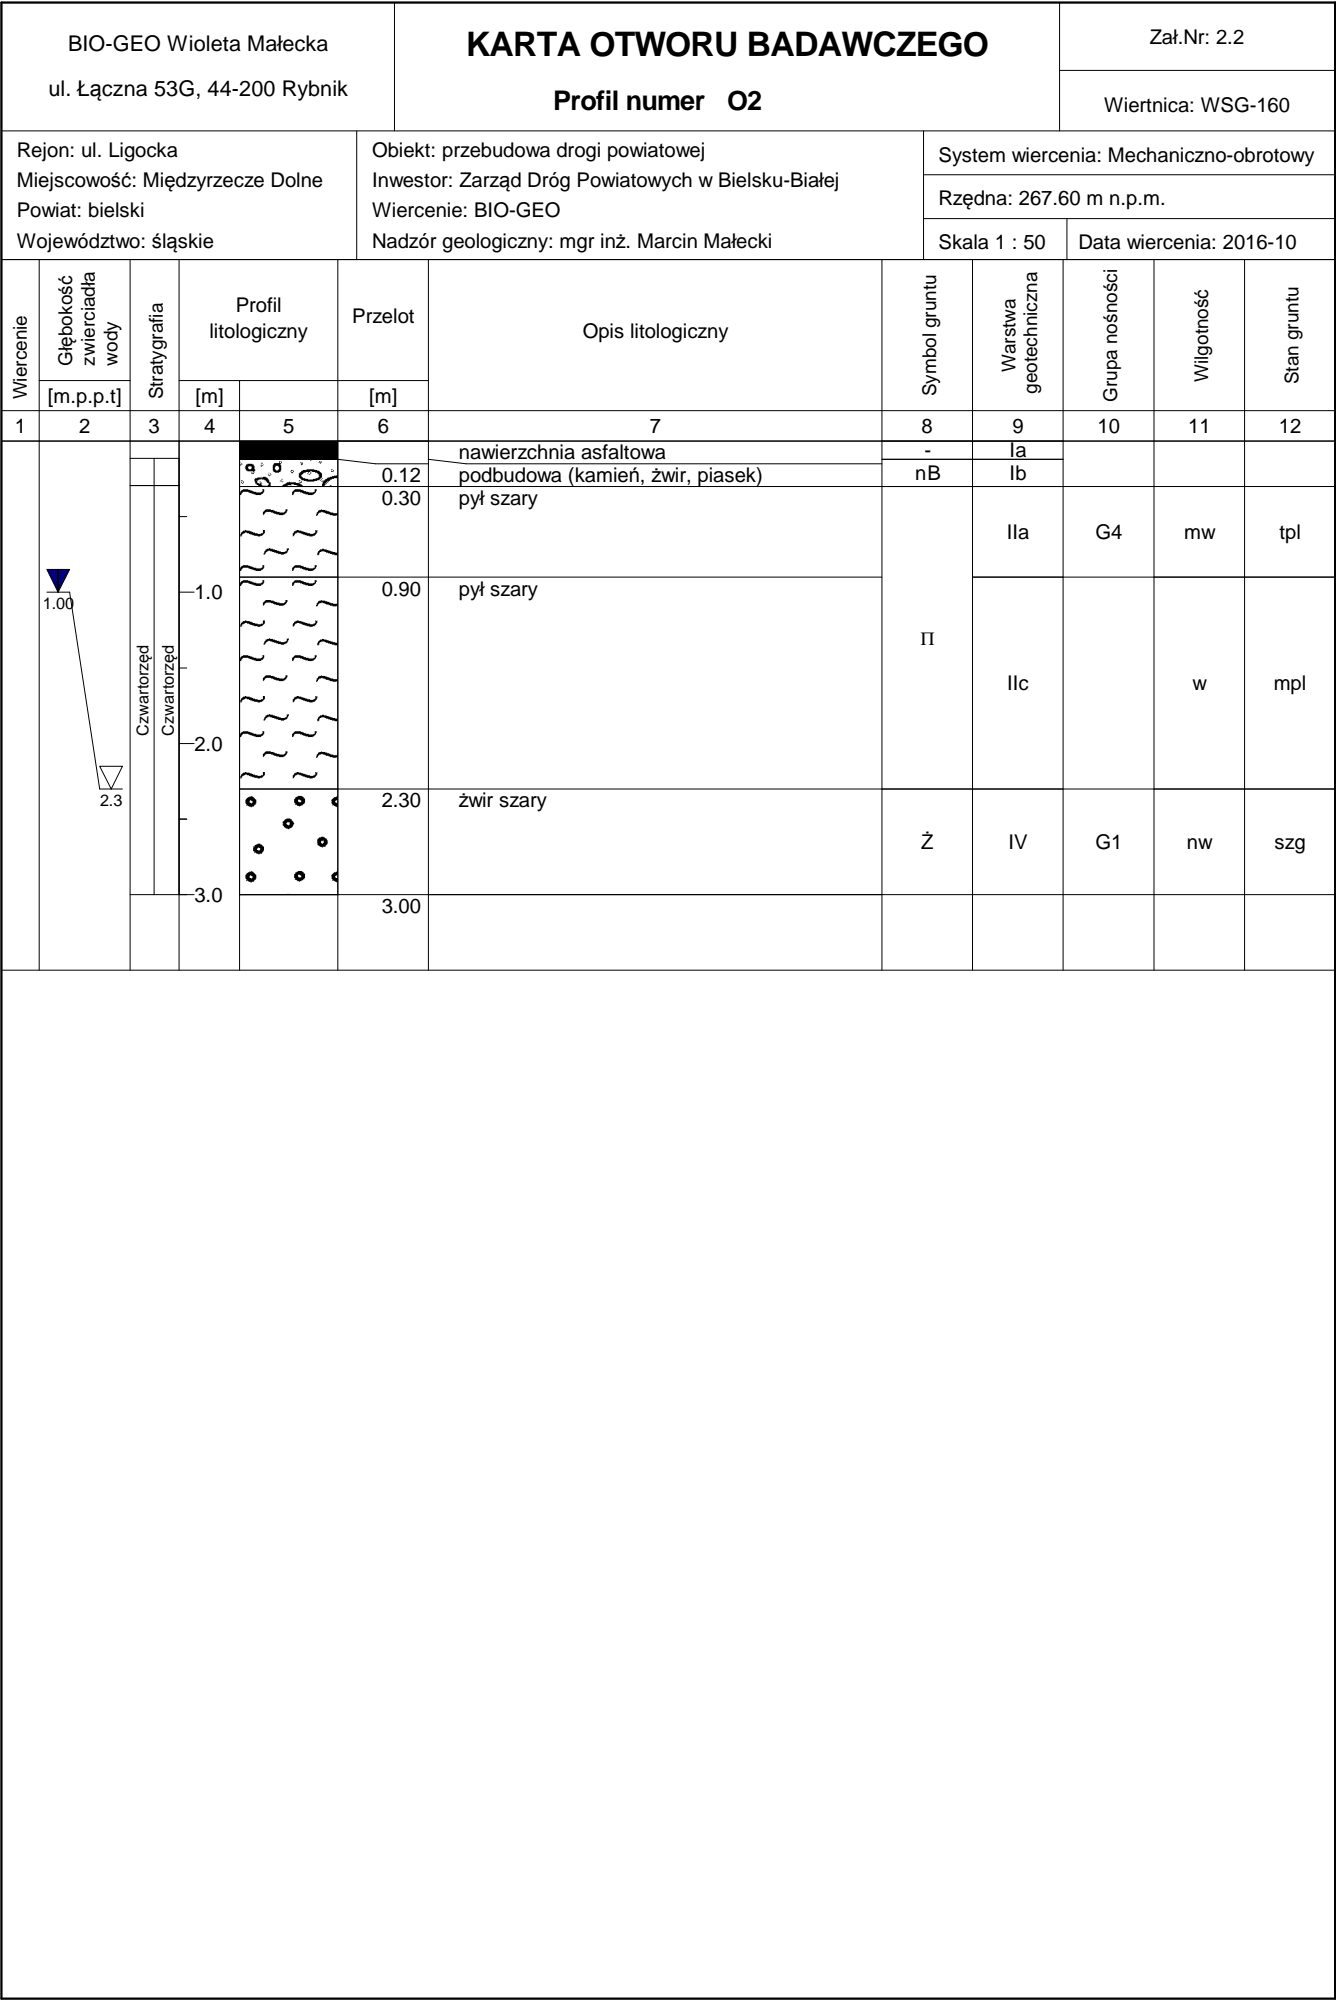 BIO-GEO Wioleta Małecka
ul. Łączna 53G, 44-200 Rybnik
KARTA OTWORU BADAWCZEGO
Profil numer O2
Zał.Nr: 2.2
Wiertnica: WSG-160
Rejon: ul. Ligocka
Miejscowość: Międzyrzecze Dolne
Powiat: bielski
Województwo: śląskie
Obiekt: przebudowa drogi powiatowej
Inwestor: Zarząd Dróg Powiatowych w Bielsku-Białej
Wiercenie: BIO-GEO
Nadzór geologiczny: mgr inż. Marcin Małecki
System wiercenia: Mechaniczno-obrotowy
Rzędna: 267.60 m n.p.m.
Skala 1 : 50
Data wiercenia: 2016-10
Wiercenie
Głębokość
zwierciadła
wody
[m.p.p.t]
Stratygrafia
Profil
litologiczny
[m]
Przelot
[m]
Opis litologiczny
Symbol gruntu
Warstwa
geotechniczna
Grupa nośności
Wilgotność
Stan gruntu
1 2 3 4 5 6 7 8 9 10 11 12
nawierzchnia asfaltowa - Ia
0.12 podbudowa (kamień, żwir, piasek) nB Ib
0.30 pył szary
IIa G4 mw tpl
1.00
1.0
0.90 pył szary
Π
Czwartorzęd
Czwartorzęd
IIc w mpl
2.0
2.3
2.30 żwir szary
Ż IV G1 nw szg
3.0
3.00